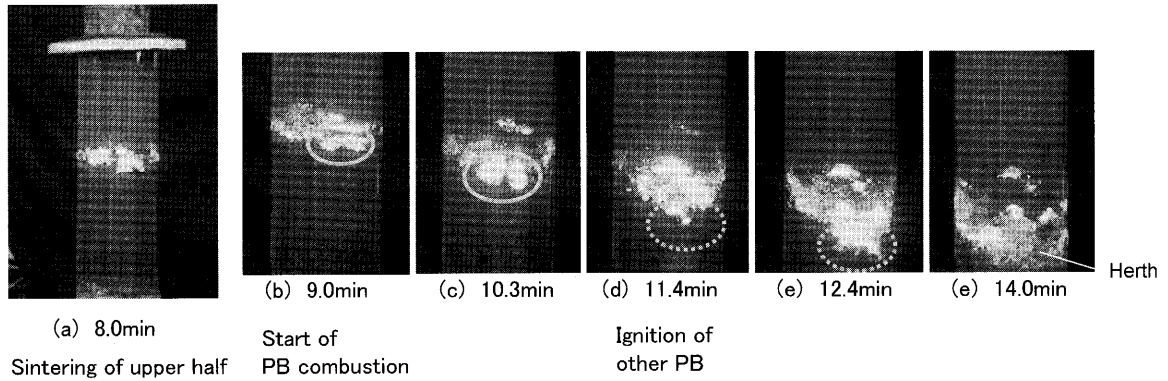 (a) 8.0min
Sintering of upper half
(b) 9.0min
Start of
PB combustion
(c) 10.3min
(d) 11.4min
Ignition of
other PB
(e) 12.4min
(e) 14.0min
Herth